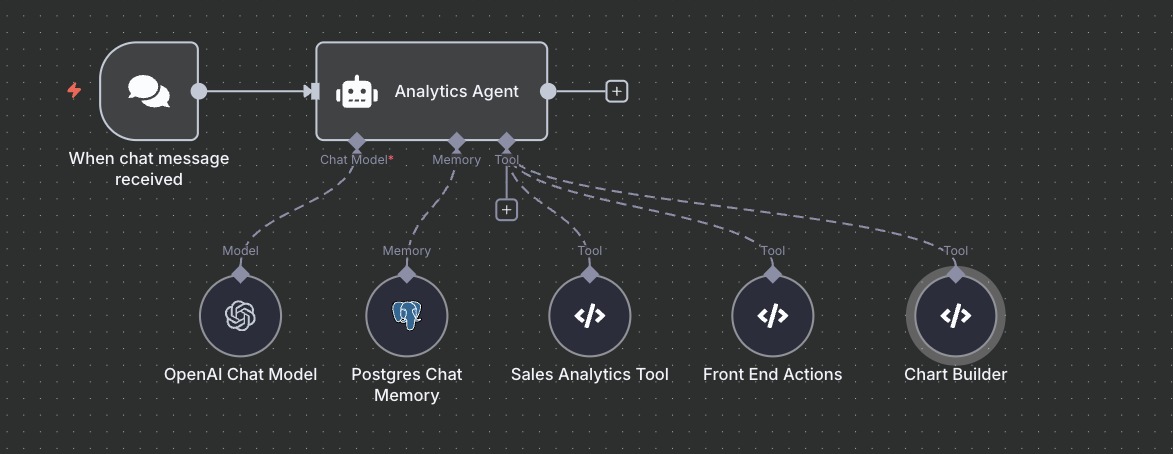 Analytics Agent
When chat message
received
Chat Model*
Memory
Tool
Model
Memory
Tool
Tool
Tool
OpenAI Chat Model
Postgres Chat
Memory
Sales Analytics Tool
Front End Actions
Chart Builder